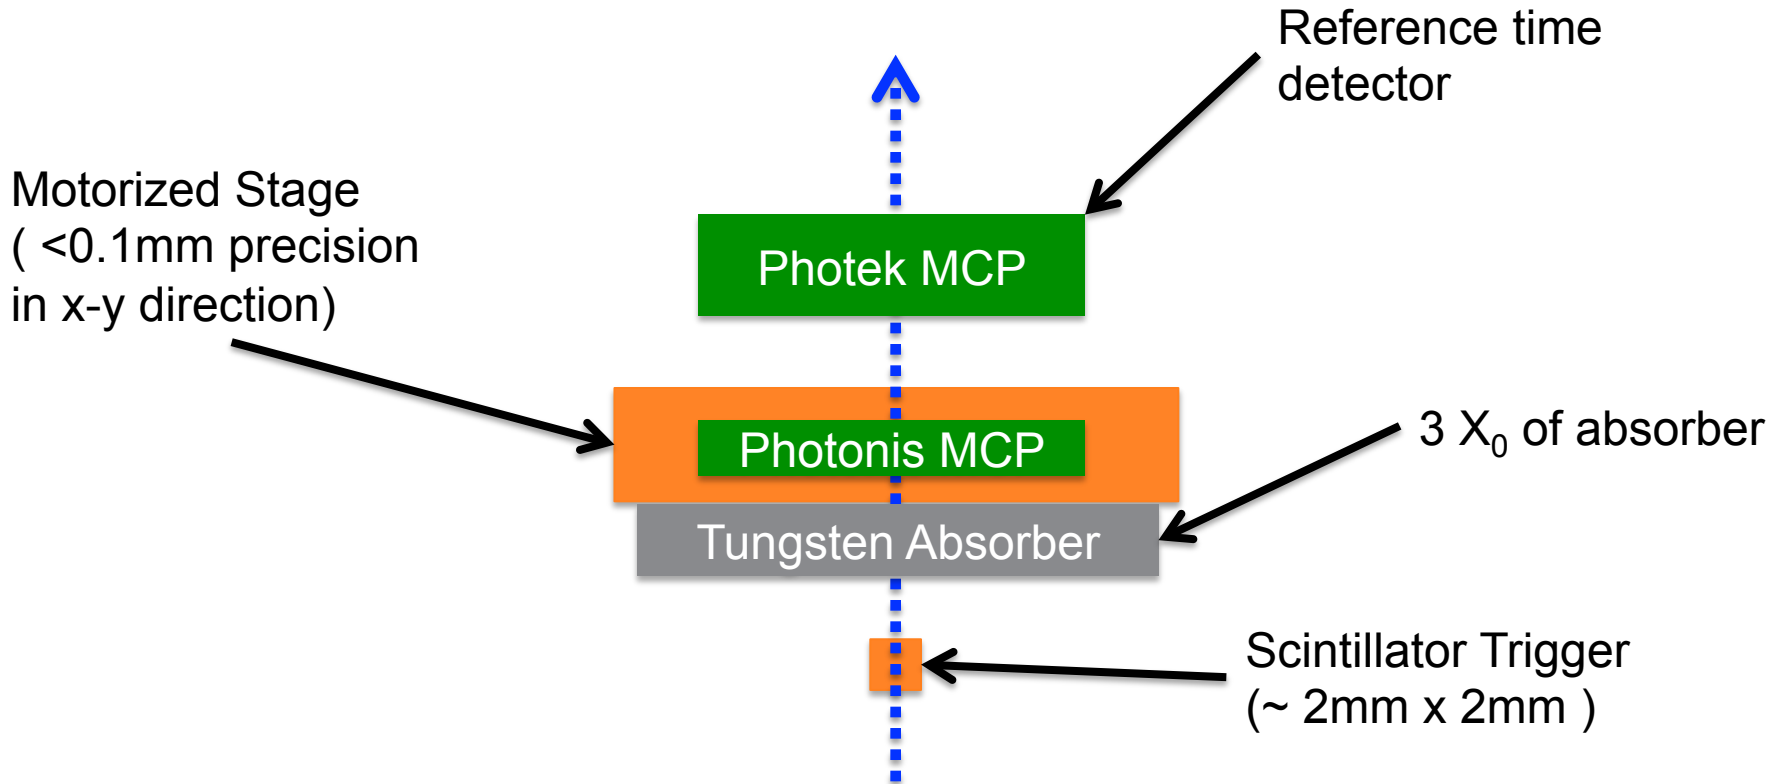 Reference time
detector
Motorized Stage
( <0.1mm precision
in x-y direction)
Photek MCP
Photonis MCP
3 X₀ of absorber
Tungsten Absorber
Scintillator Trigger
(~ 2mm x 2mm )